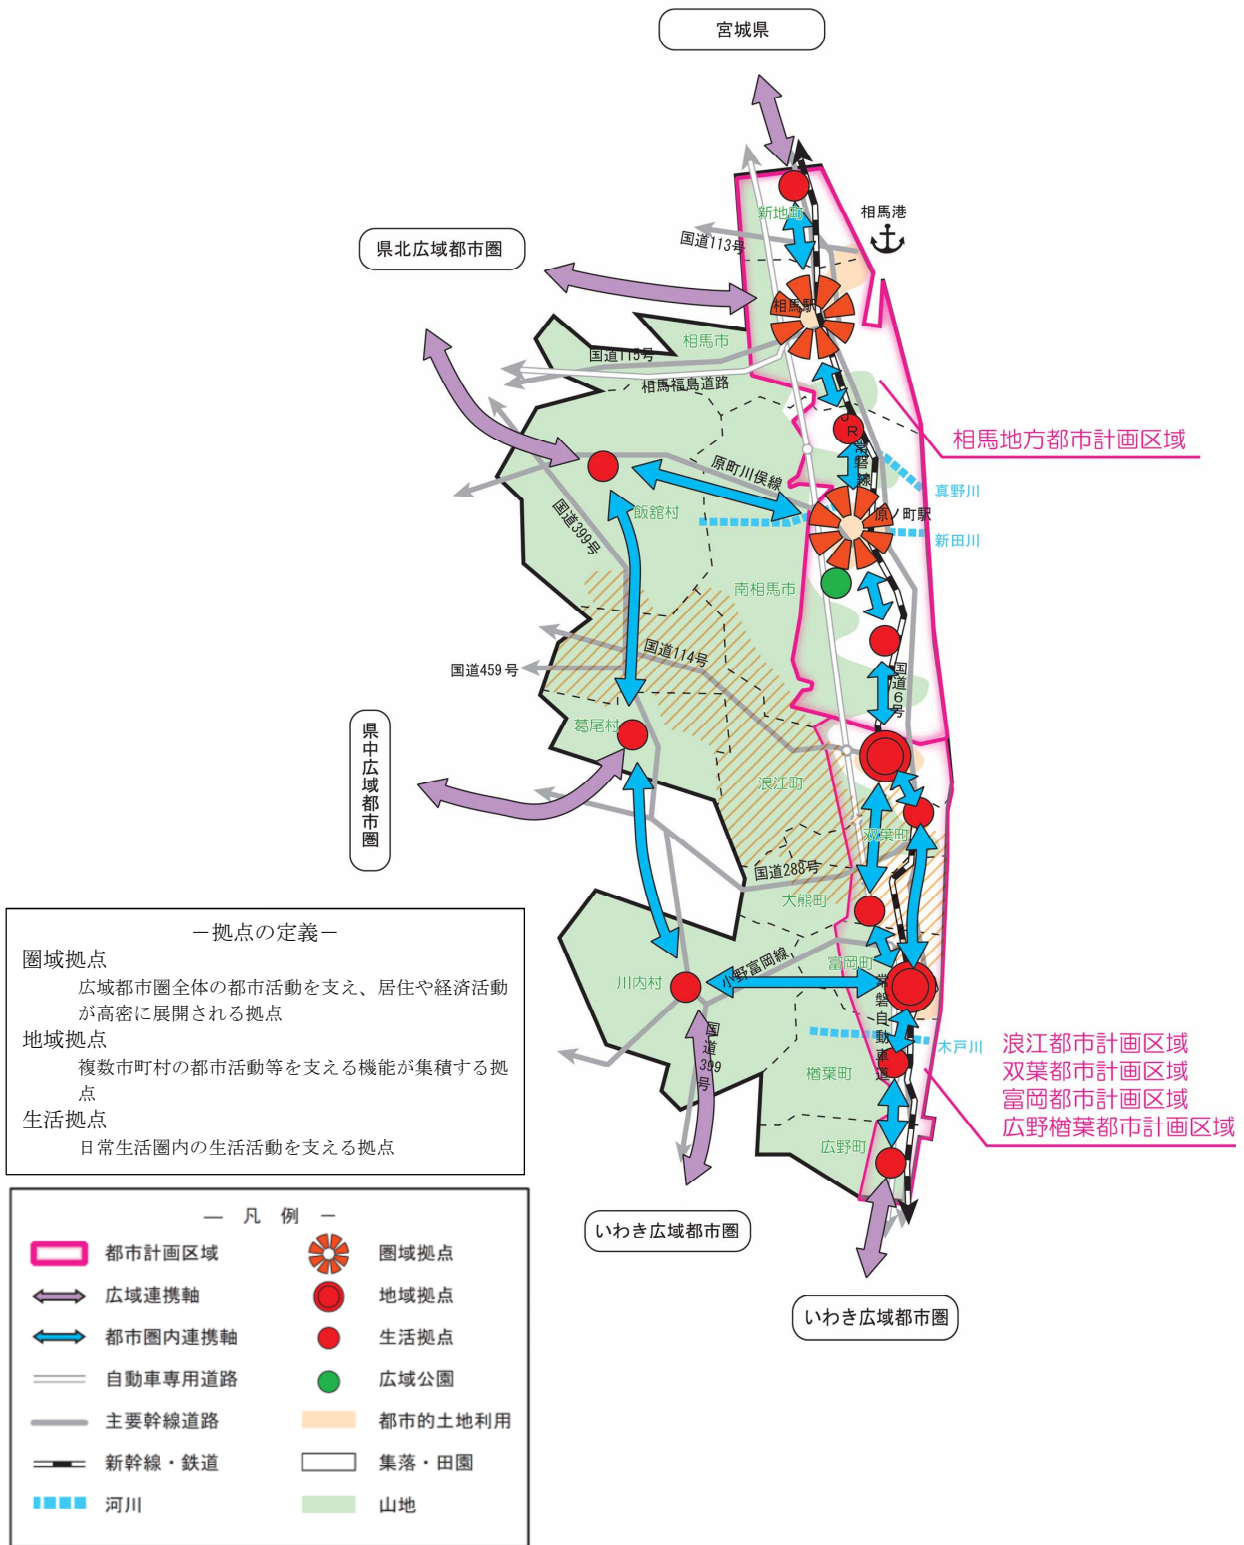 宮城県
相馬港
新地町
国道113号
県北広域都市圏
相馬駅
相馬市
国道115号
相馬福島道路
JR常磐線
相馬地方都市計画区域
原町川俣線
真野川
飯舘村
原ノ町駅
国道399号
新田川
南相馬市
国道114号
国道459号
国道6号
葛尾村
県中広域都市圏
浪江町
双葉町
国道288号
大熊町
富岡町
小野富岡線
川内村
常磐自動車道
国道399号
木戸川
楢葉町
浪江都市計画区域
双葉都市計画区域
富岡都市計画区域
広野楢葉都市計画区域
広野町
いわき広域都市圏
いわき広域都市圏
－拠点の定義－
圏域拠点
広域都市圏全体の都市活動を支え、居住や経済活動
が高密に展開される拠点
地域拠点
複数市町村の都市活動等を支える機能が集積する拠
点
生活拠点
日常生活圏内の生活活動を支える拠点
― 凡 例 －
都市計画区域
圏域拠点
広域連携軸
地域拠点
都市圏内連携軸
生活拠点
自動車専用道路
広域公園
主要幹線道路
都市的土地利用
新幹線・鉄道
集落・田園
河川
山地